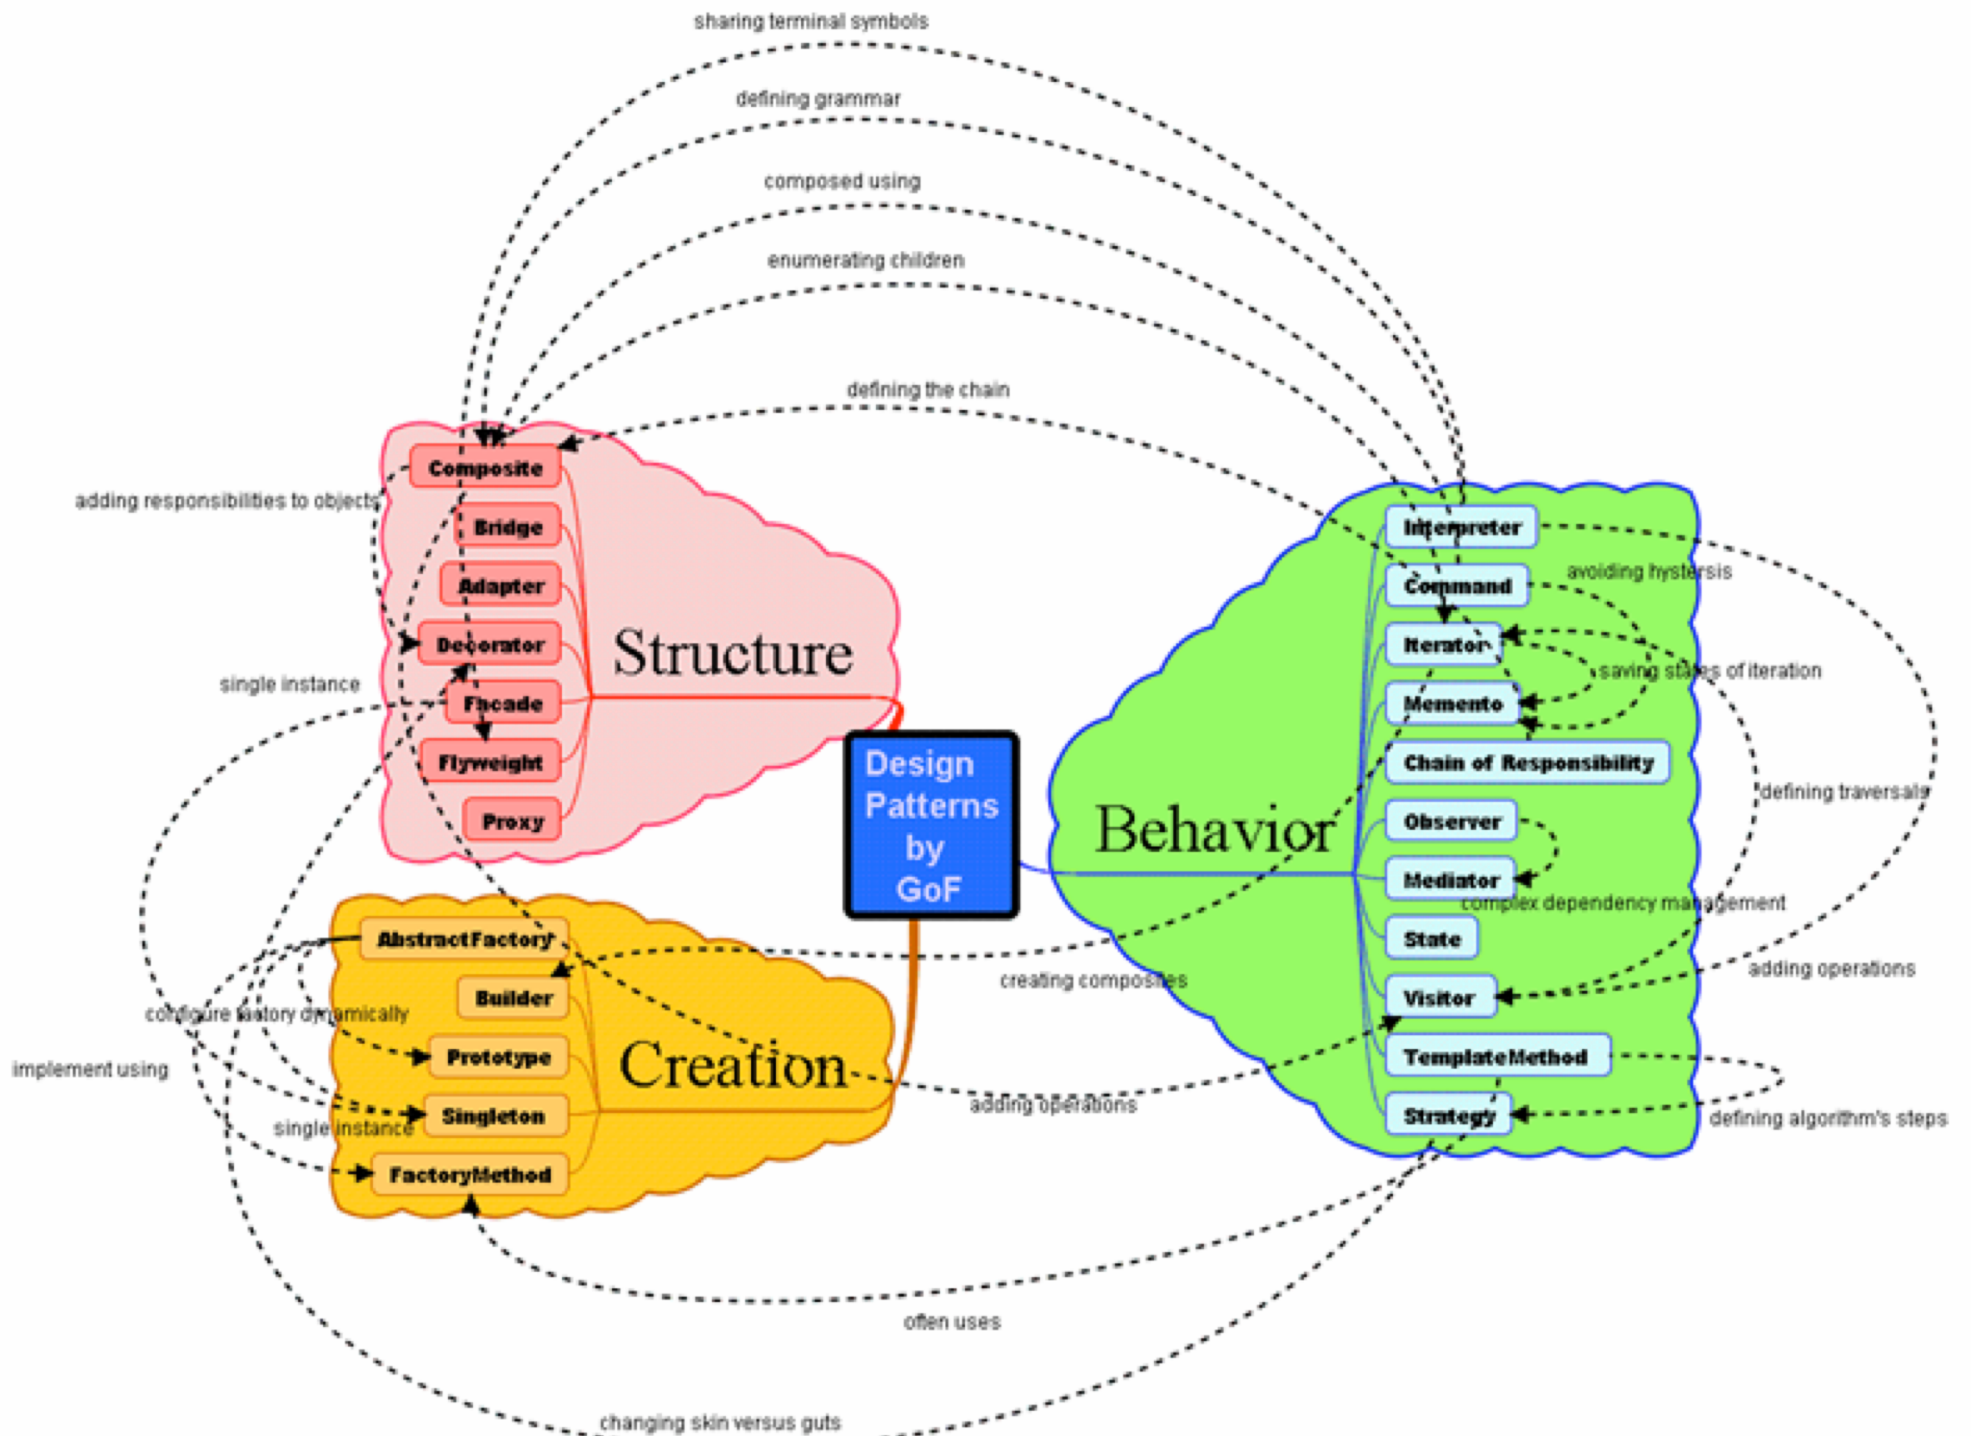 sharing terminal symbols
defining grammar
composed using
enumerating children
defining the chain
Composite
adding responsibilities to objects
Bridge
Adapter
Decorator
Structure
single instance
Facade
Flyweight
Proxy
Design
Patterns
by
GoF
Interpreter
avoiding hystersis
Command
Iterator
saving states of iteration
Memento
Chain of Responsibility
defining traversals
Behavior
Observer
Mediator
complex dependency management
State
adding operations
Visitor
TemplateMethod
Strategy
defining algorithm's steps
AbstractFactory
creating composites
Builder
configure factory dynamically
Prototype
Creation
implement using
adding operations
Singleton
single instance
FactoryMethod
often uses
changing skin versus guts